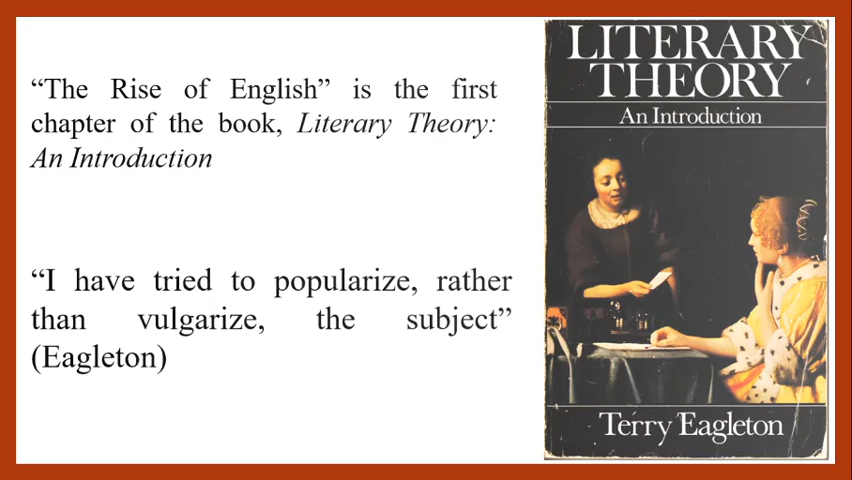 “The Rise of English” is the first
chapter of the book, Literary Theory:
An Introduction
“I have tried to popularize, rather
than vulgarize, the subject”
(Eagleton)
LITERARY
THEORY
An Introduction
Terry Eagleton